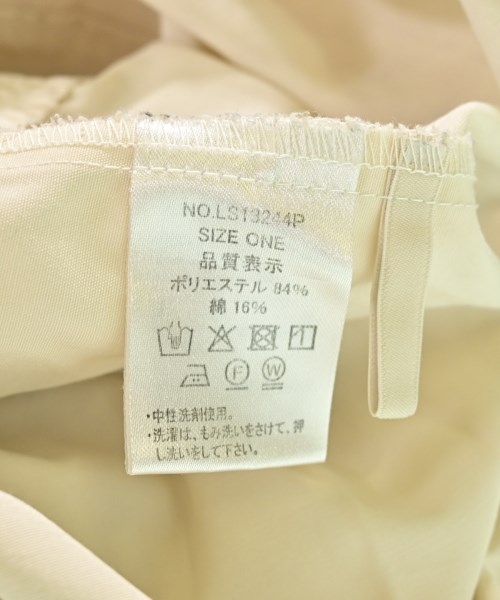 NO.LS13244P
SIZE ONE
品質表示
ポリエステル 84%
綿 16%
F W
・中性洗剤使用。
・洗濯は、もみ洗いをさけて、押
し洗いをして下さい。